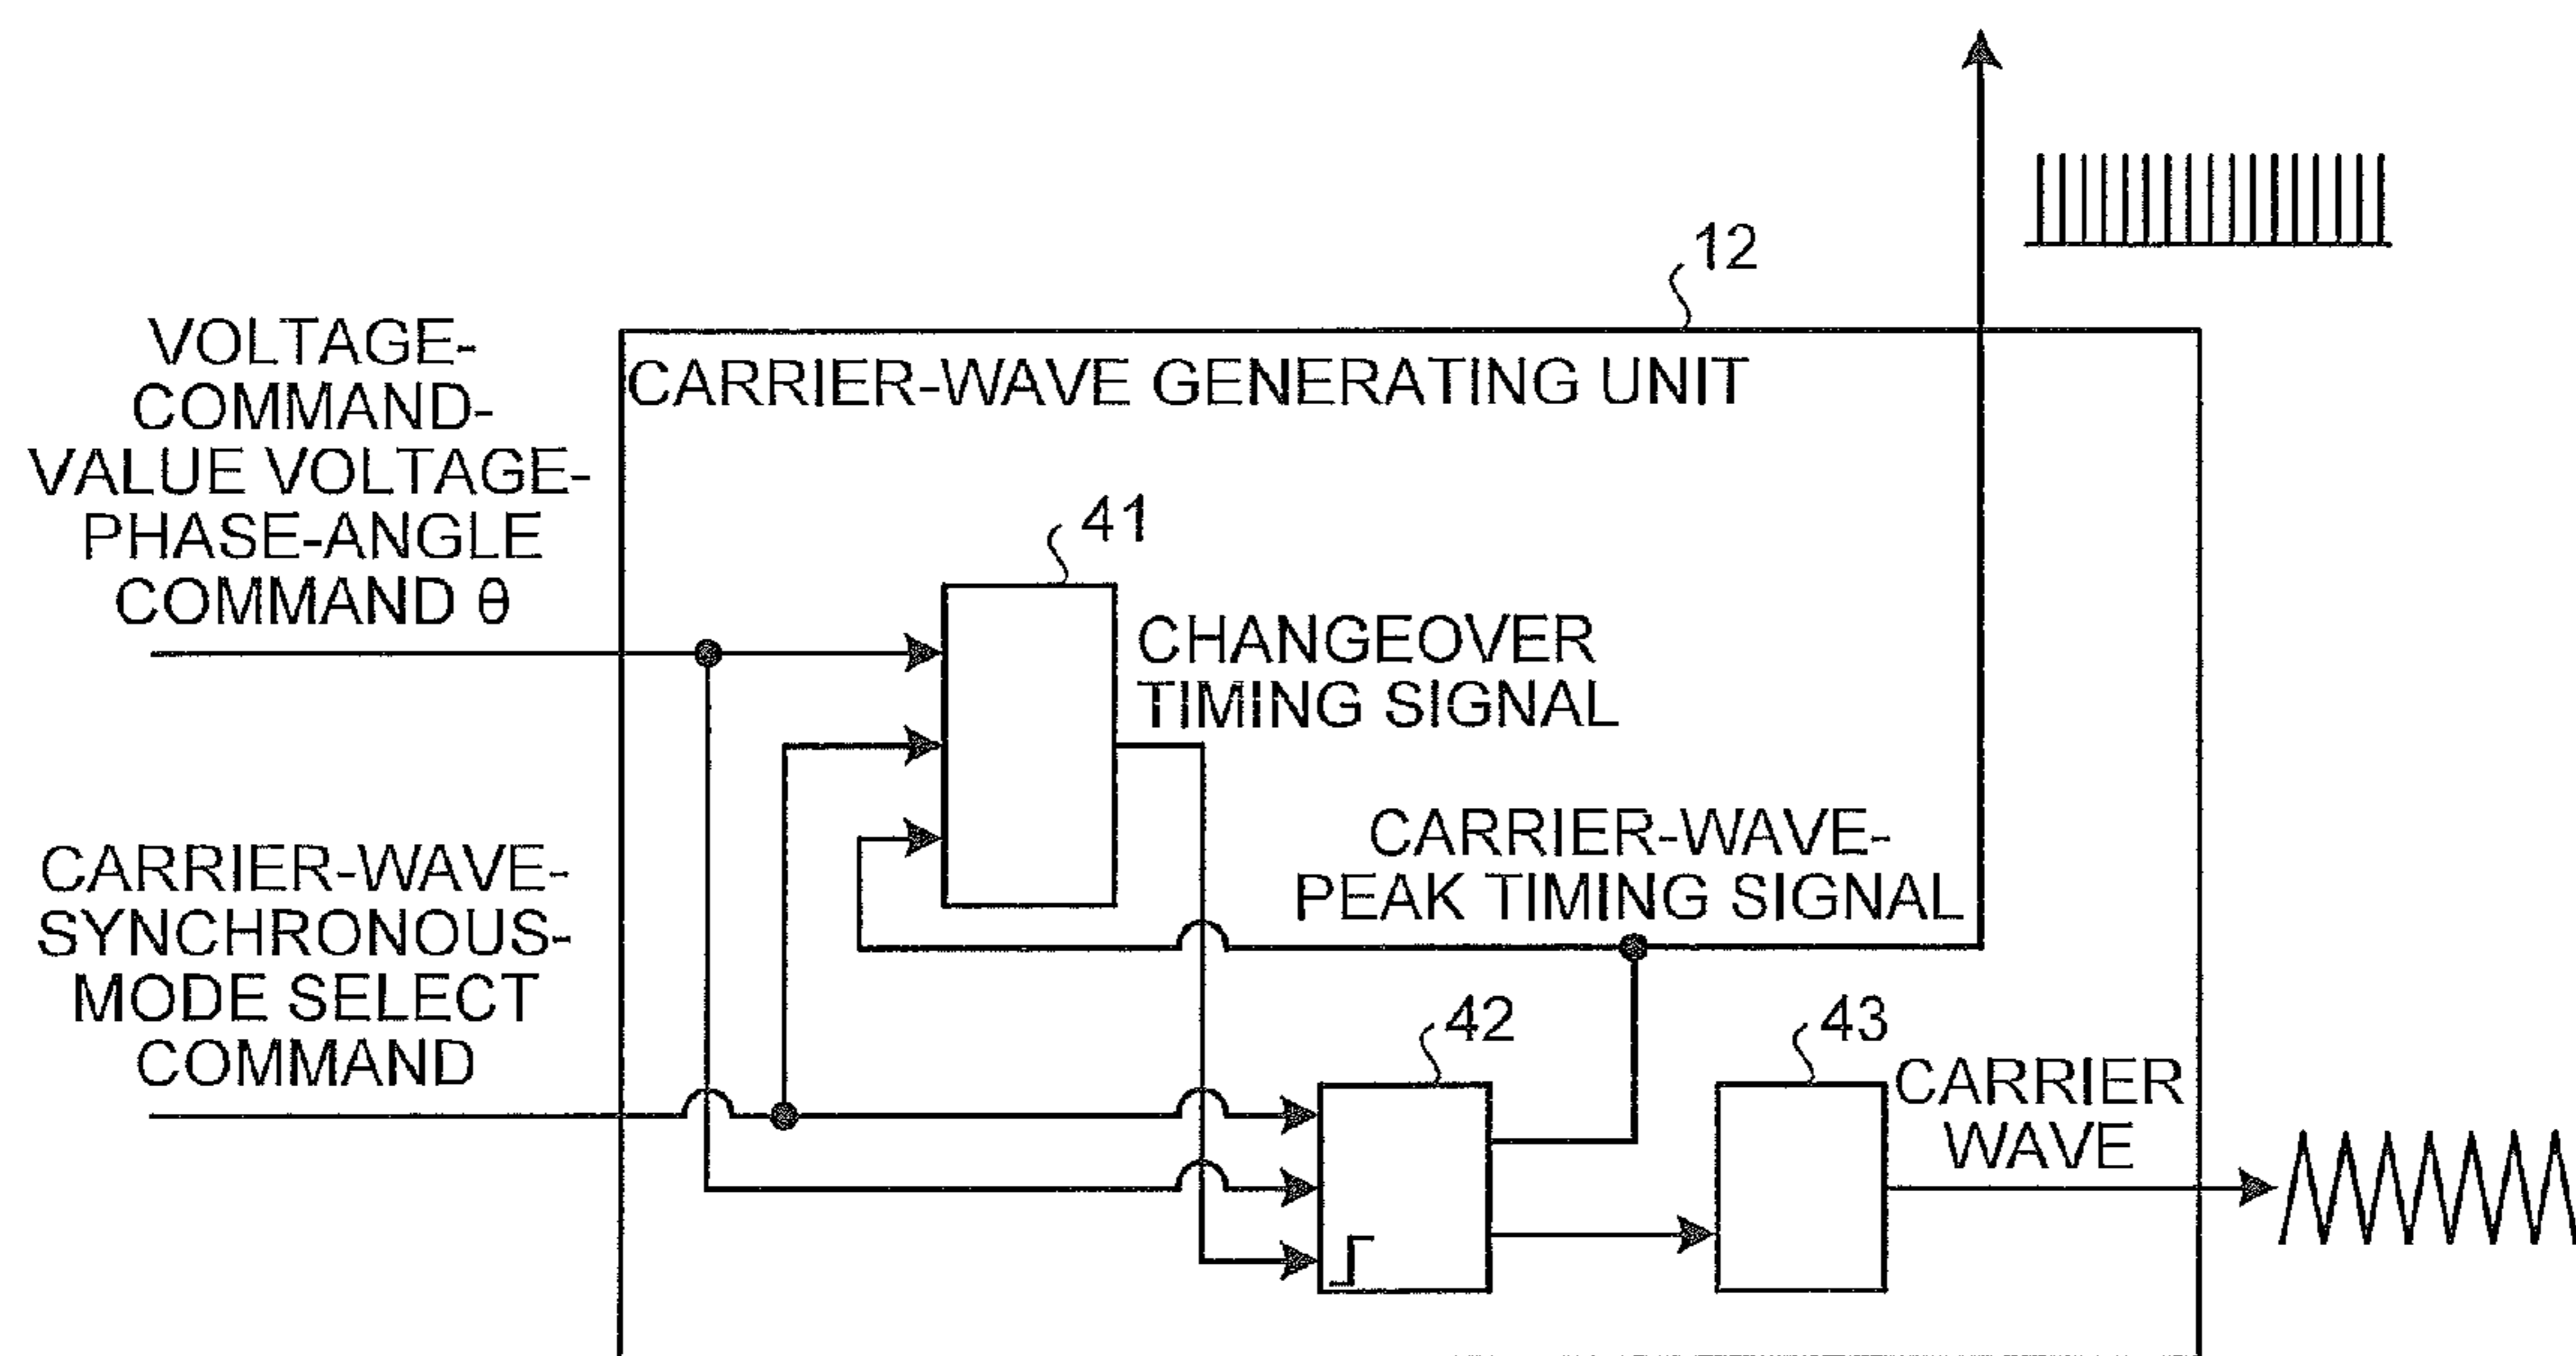 12
VOLTAGE-
COMMAND-
VALUE VOLTAGE-
PHASE-ANGLE
COMMAND θ
CARRIER-WAVE GENERATING UNIT
41
CHANGEOVER
TIMING SIGNAL
CARRIER-WAVE-
PEAK TIMING SIGNAL
CARRIER-WAVE-
SYNCHRONOUS-
MODE SELECT
COMMAND
42
43
CARRIER
WAVE